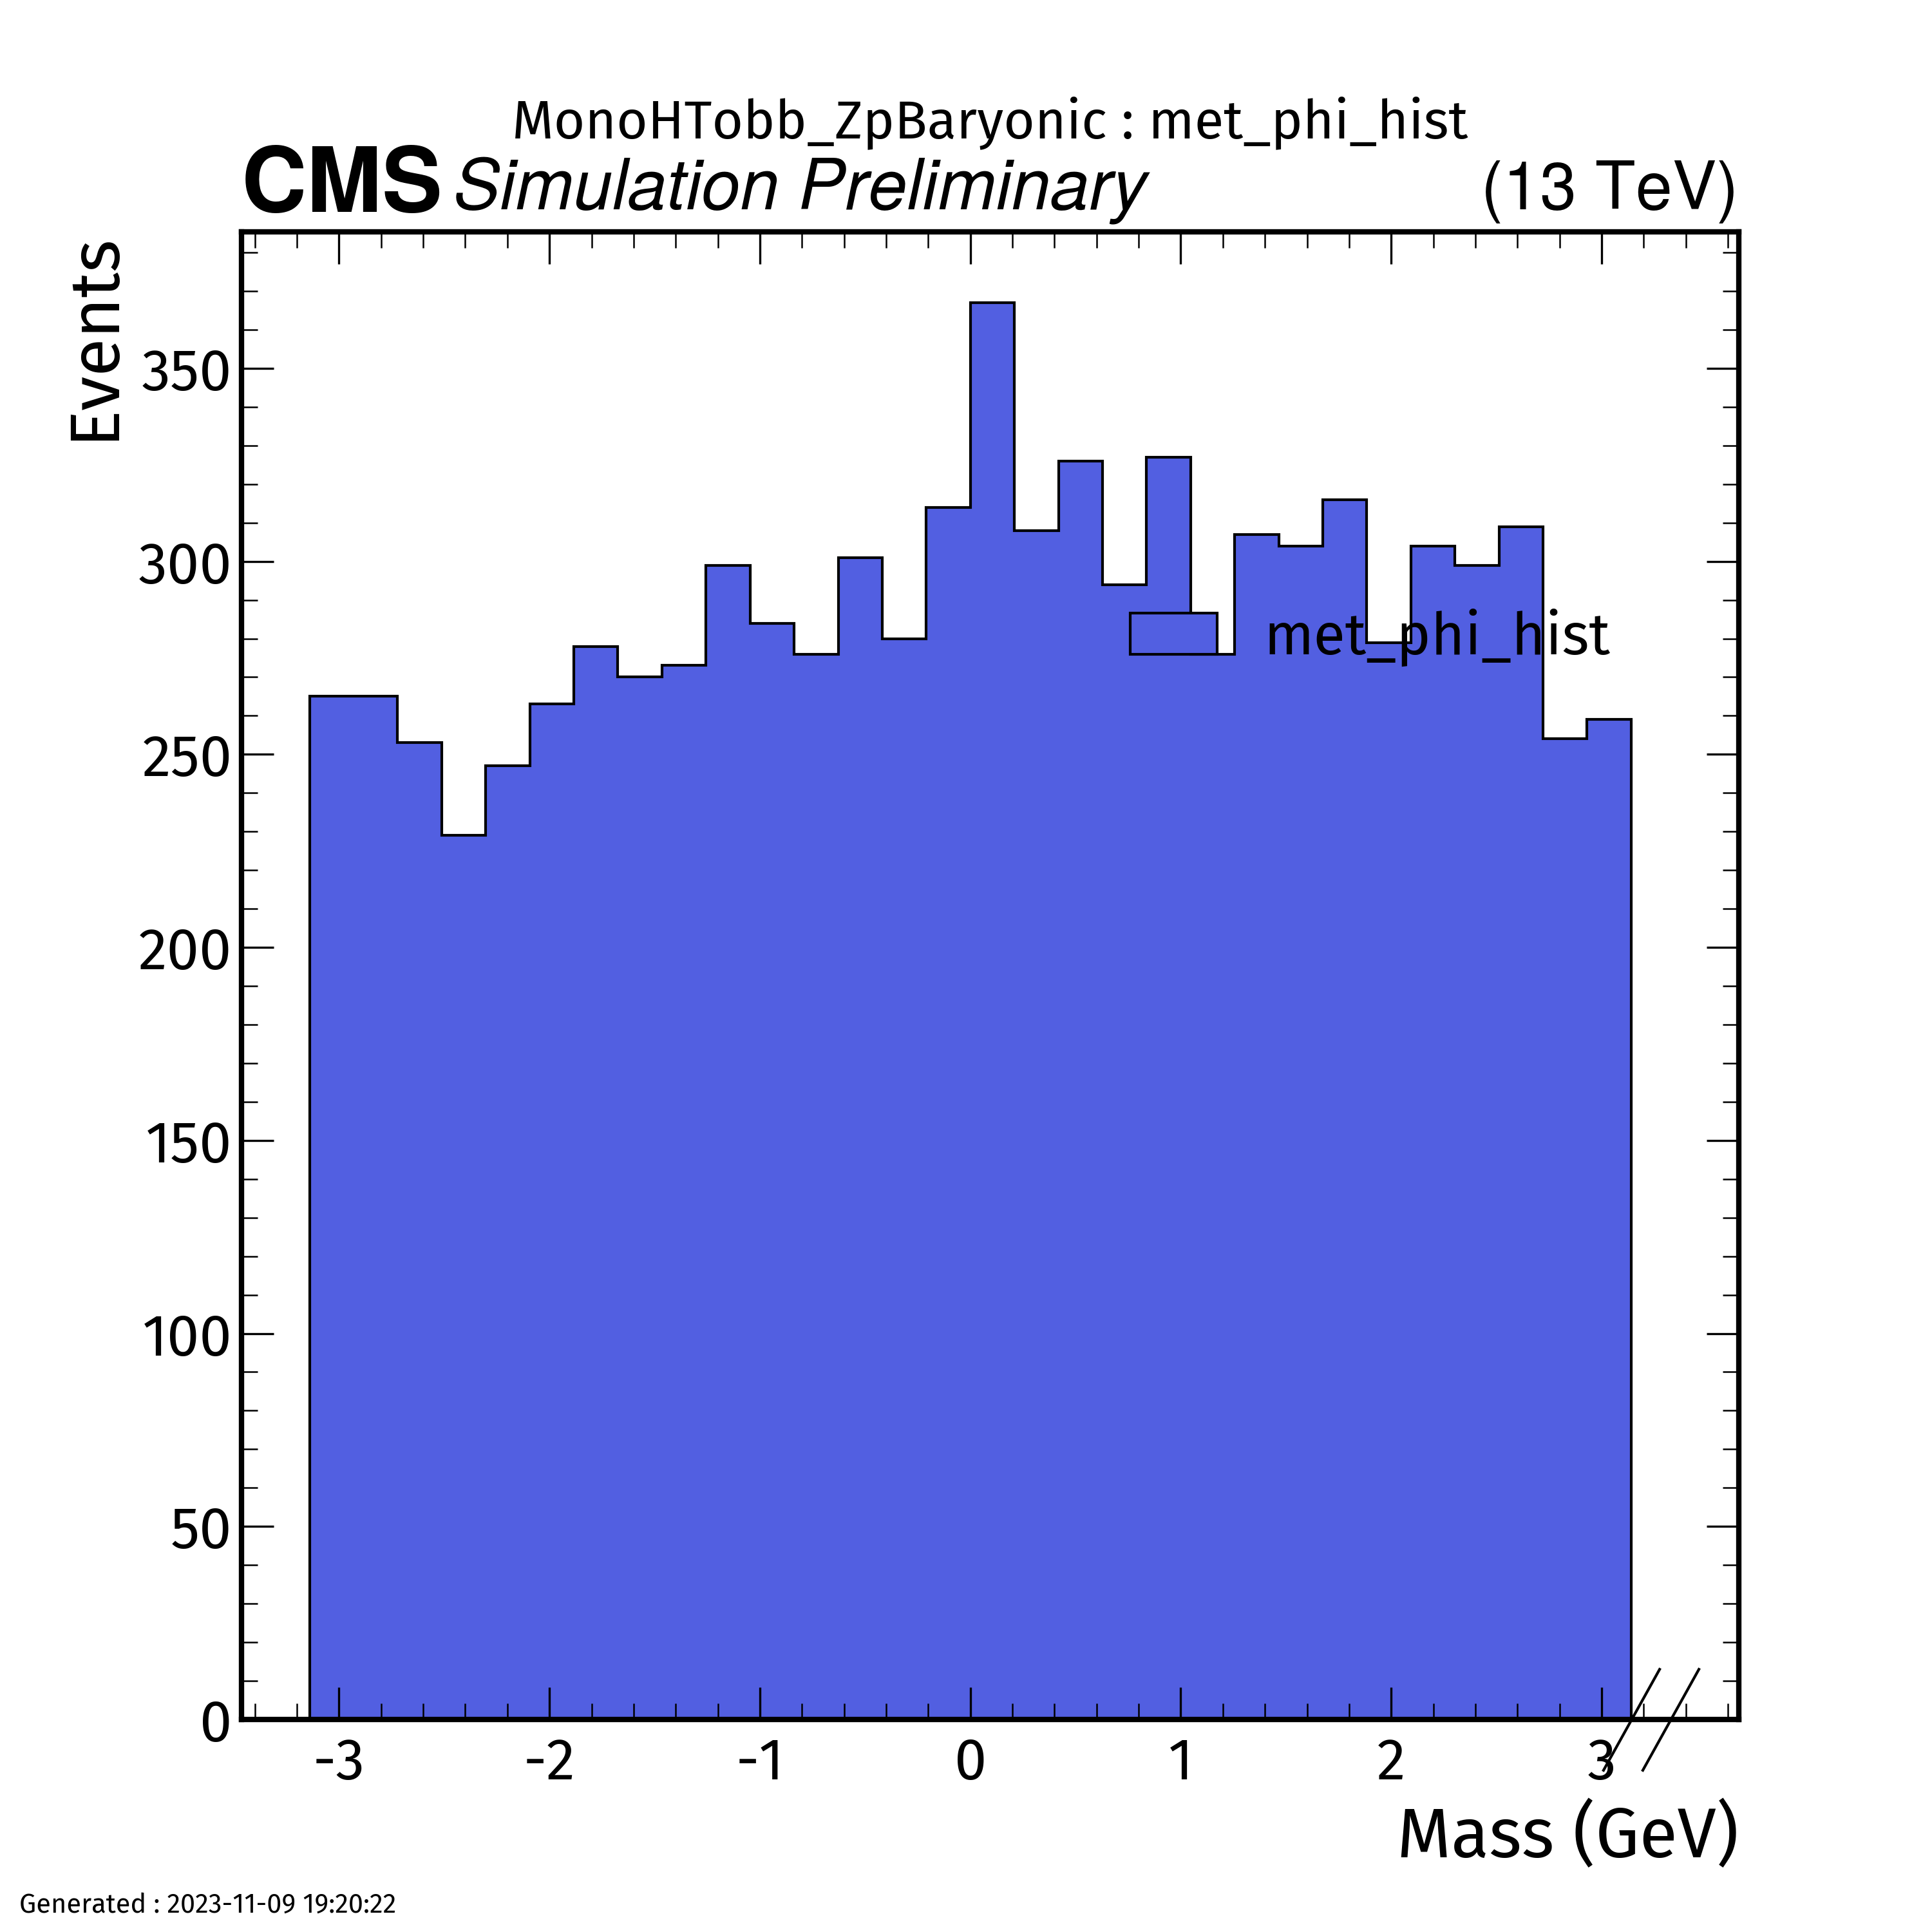 MonoHTobb_ZpBaryonic : met_phi_hist
CMS Simulation Preliminary (13 TeV)
Events
350
300
250
200
150
100
50
0
met_phi_hist
-3 -2 -1 0 1 2 3
Mass (GeV)
Generated : 2023-11-09 19:20:22